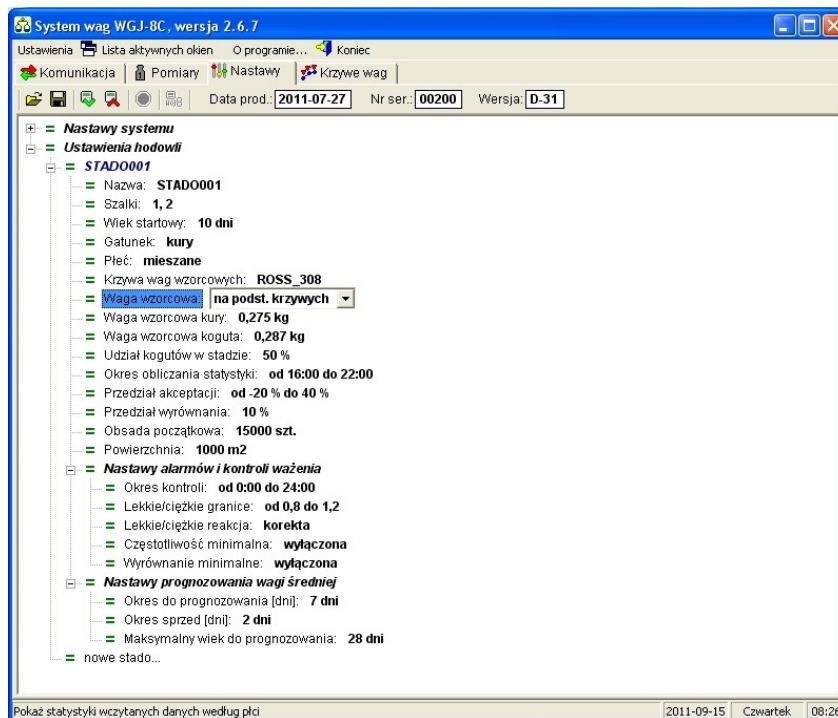 System wag WGJ-8C, wersja 2.6.7
Ustawienia Lista aktywnych okien O programie... Koniec
Komunikacja Pomiary Nastawy Krzywe wag
Data prod.: 2011-07-27 Nr ser.: 00200 Wersja: D-31
Nastawy systemu
Ustawienia hodowli
STADO001
Nazwa: STADO001
Szalki: 1, 2
Wiek startowy: 10 dni
Gatunek: kury
Płeć: mieszane
Krzywa wag wzorcowych: ROSS_308
Waga wzorcowa: na podst. krzywych
Waga wzorcowa kury: 0,275 kg
Waga wzorcowa koguta: 0,287 kg
Udział kogutów w stadzie: 50 %
Okres obliczania statystyki: od 16:00 do 22:00
Przedział akceptacji: od -20 % do 40 %
Przedział wyrównania: 10 %
Obsada początkowa: 15000 szt.
Powierzchnia: 1000 m2
Nastawy alarmów i kontroli ważenia
Okres kontroli: od 0:00 do 24:00
Lekkie/ciężkie granice: od 0,8 do 1,2
Lekkie/ciężkie reakcja: korekta
Częstotliwość minimalna: wyłączona
Wyrównanie minimalne: wyłączona
Nastawy prognozowania wagi średniej
Okres do prognozowania [dni]: 7 dni
Okres sprzed [dni]: 2 dni
Maksymalny wiek do prognozowania: 28 dni
nowe stado...
Pokaż statystyki wczytanych danych według płci 2011-09-15 Czwartek 08:26